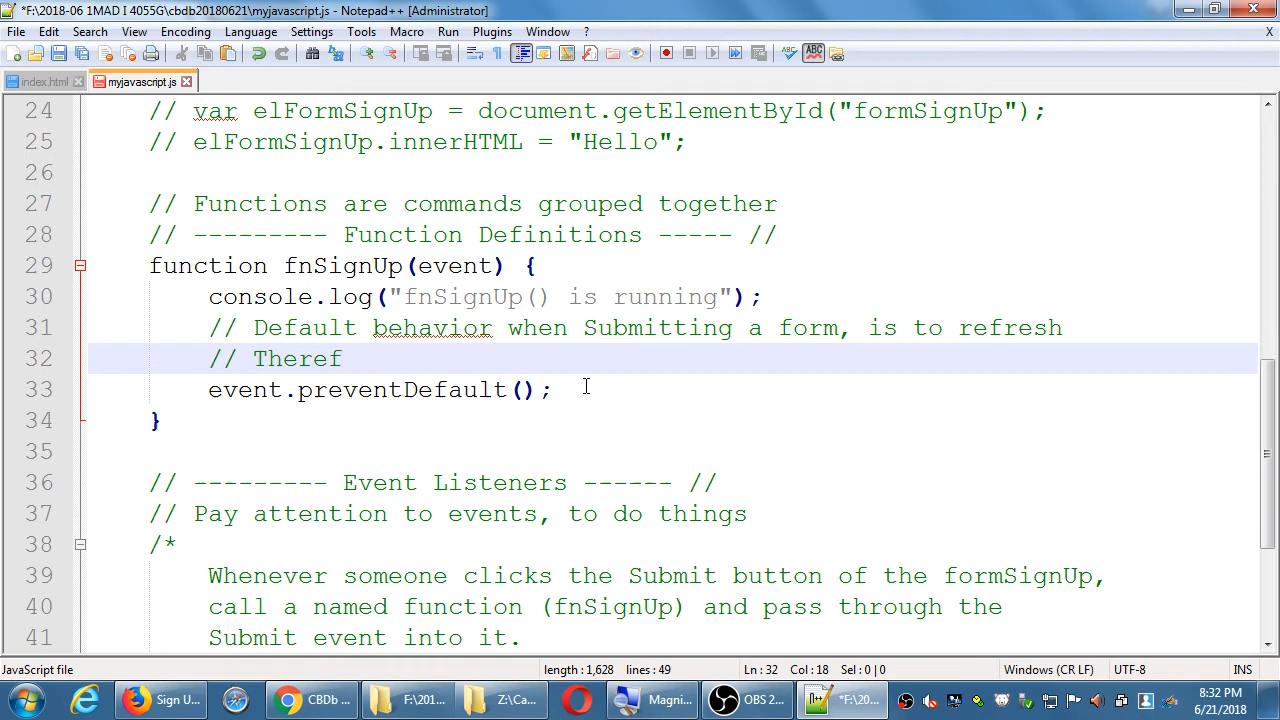 *F:\2018-06 1MAD I 4055G\cbdb20180621\myjavascript.js - Notepad++ [Administrator]
File Edit Search View Encoding Language Settings Tools Macro Run Plugins Window ? X
index.html myjavascript.js
24 // var elFormSignUp = document.getElementById("formSignUp");
25 // elFormSignUp.innerHTML = "Hello";
26
27 // Functions are commands grouped together
28 // --------- Function Definitions ----- //
29 function fnSignUp(event) {
30 console.log("fnSignUp() is running");
31 // Default behavior when Submitting a form, is to refresh
32 // Theref
33 event.preventDefault();
34 }
35
36 // --------- Event Listeners ------ //
37 // Pay attention to events, to do things
38 /*
39 Whenever someone clicks the Submit button of the formSignUp,
40 call a named function (fnSignUp) and pass through the
41 Submit event into it.
JavaScript file length : 1,628 lines : 49 Ln : 32 Col : 18 Sel : 0 | 0 Windows (CR LF) UTF-8 INS
Sign U... CBDb ... F:\201... Z:\Ca... Magni... OBS 2... *F:\20... 8:32 PM
6/21/2018